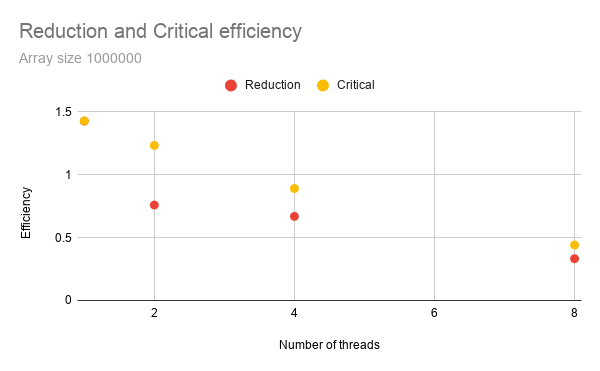 Reduction and Critical efficiency
Array size 1000000
Reduction Critical
1.5
1
0.5
0
Efficiency
2 4 6 8
Number of threads